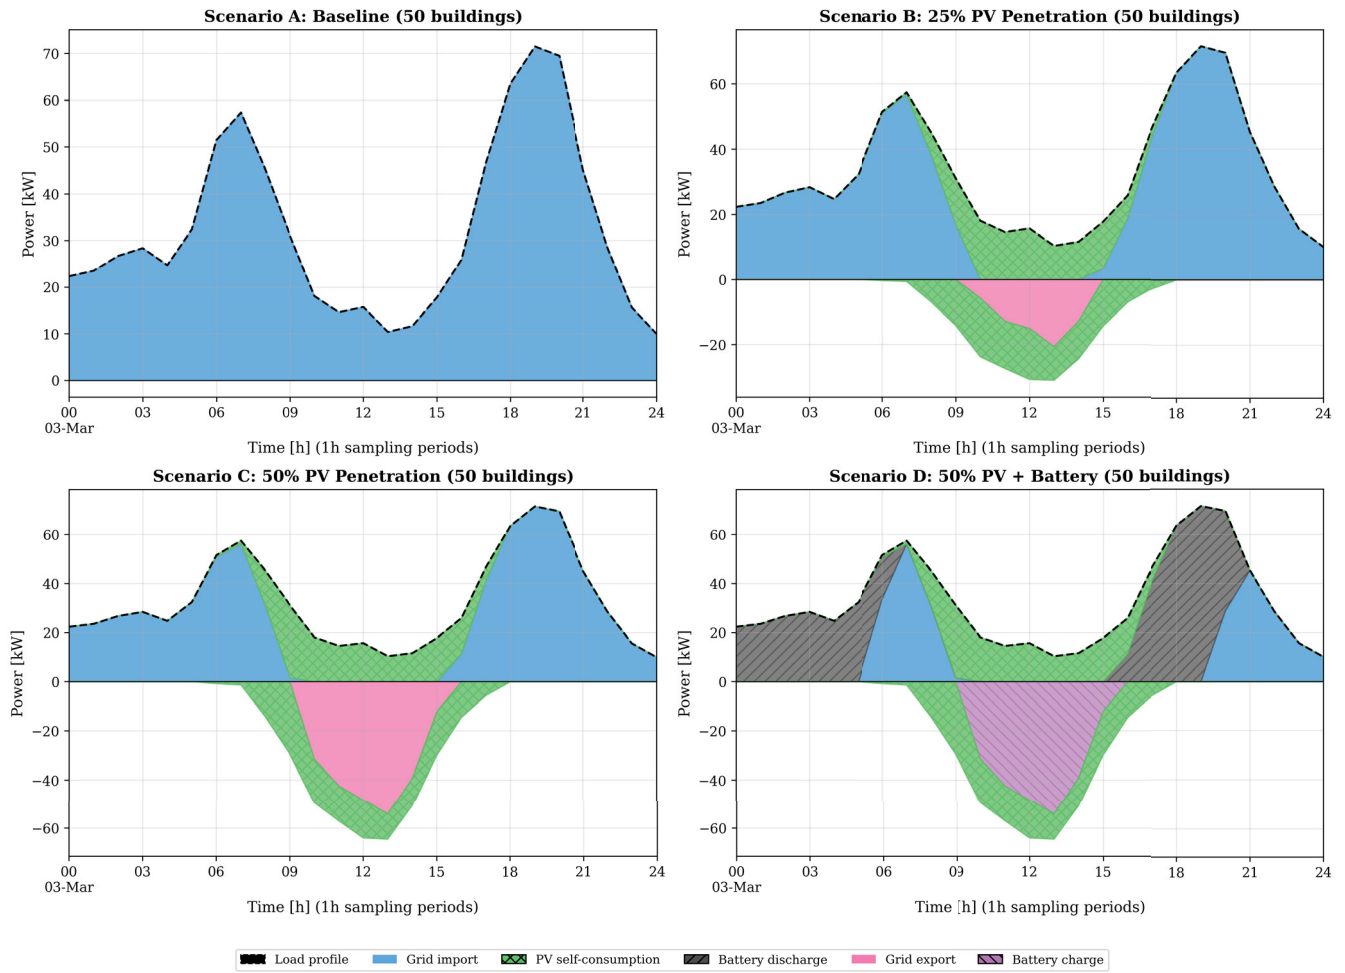 Scenario A: Baseline (50 buildings)
Power [kW]
70
60
50
40
30
20
10
0
00 03 06 09 12 15 18 21 24
03-Mar
Time [h] (1h sampling periods)
Scenario B: 25% PV Penetration (50 buildings)
Power [kW]
60
40
20
0
−20
00 03 06 09 12 15 18 21 24
03-Mar
Time [h] (1h sampling periods)
Scenario C: 50% PV Penetration (50 buildings)
Power [kW]
60
40
20
0
−20
−40
−60
00 03 06 09 12 15 18 21 24
03-Mar
Time [h] (1h sampling periods)
Scenario D: 50% PV + Battery (50 buildings)
Power [kW]
60
40
20
0
−20
−40
−60
00 03 06 09 12 15 18 21 24
03-Mar
Time [h] (1h sampling periods)
Load profile Grid import PV self-consumption Battery discharge Grid export Battery charge